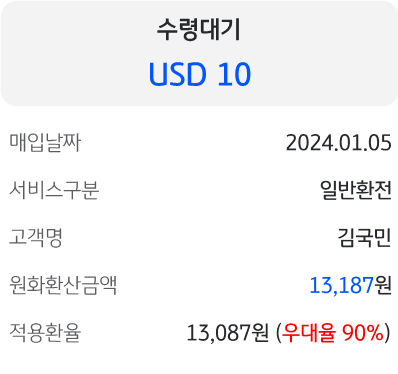 수령대기
USD 10
매입날짜 2024.01.05
서비스구분 일반환전
고객명 김국민
원화환산금액 13,187원
적용환율 13,087원 (우대율 90%)